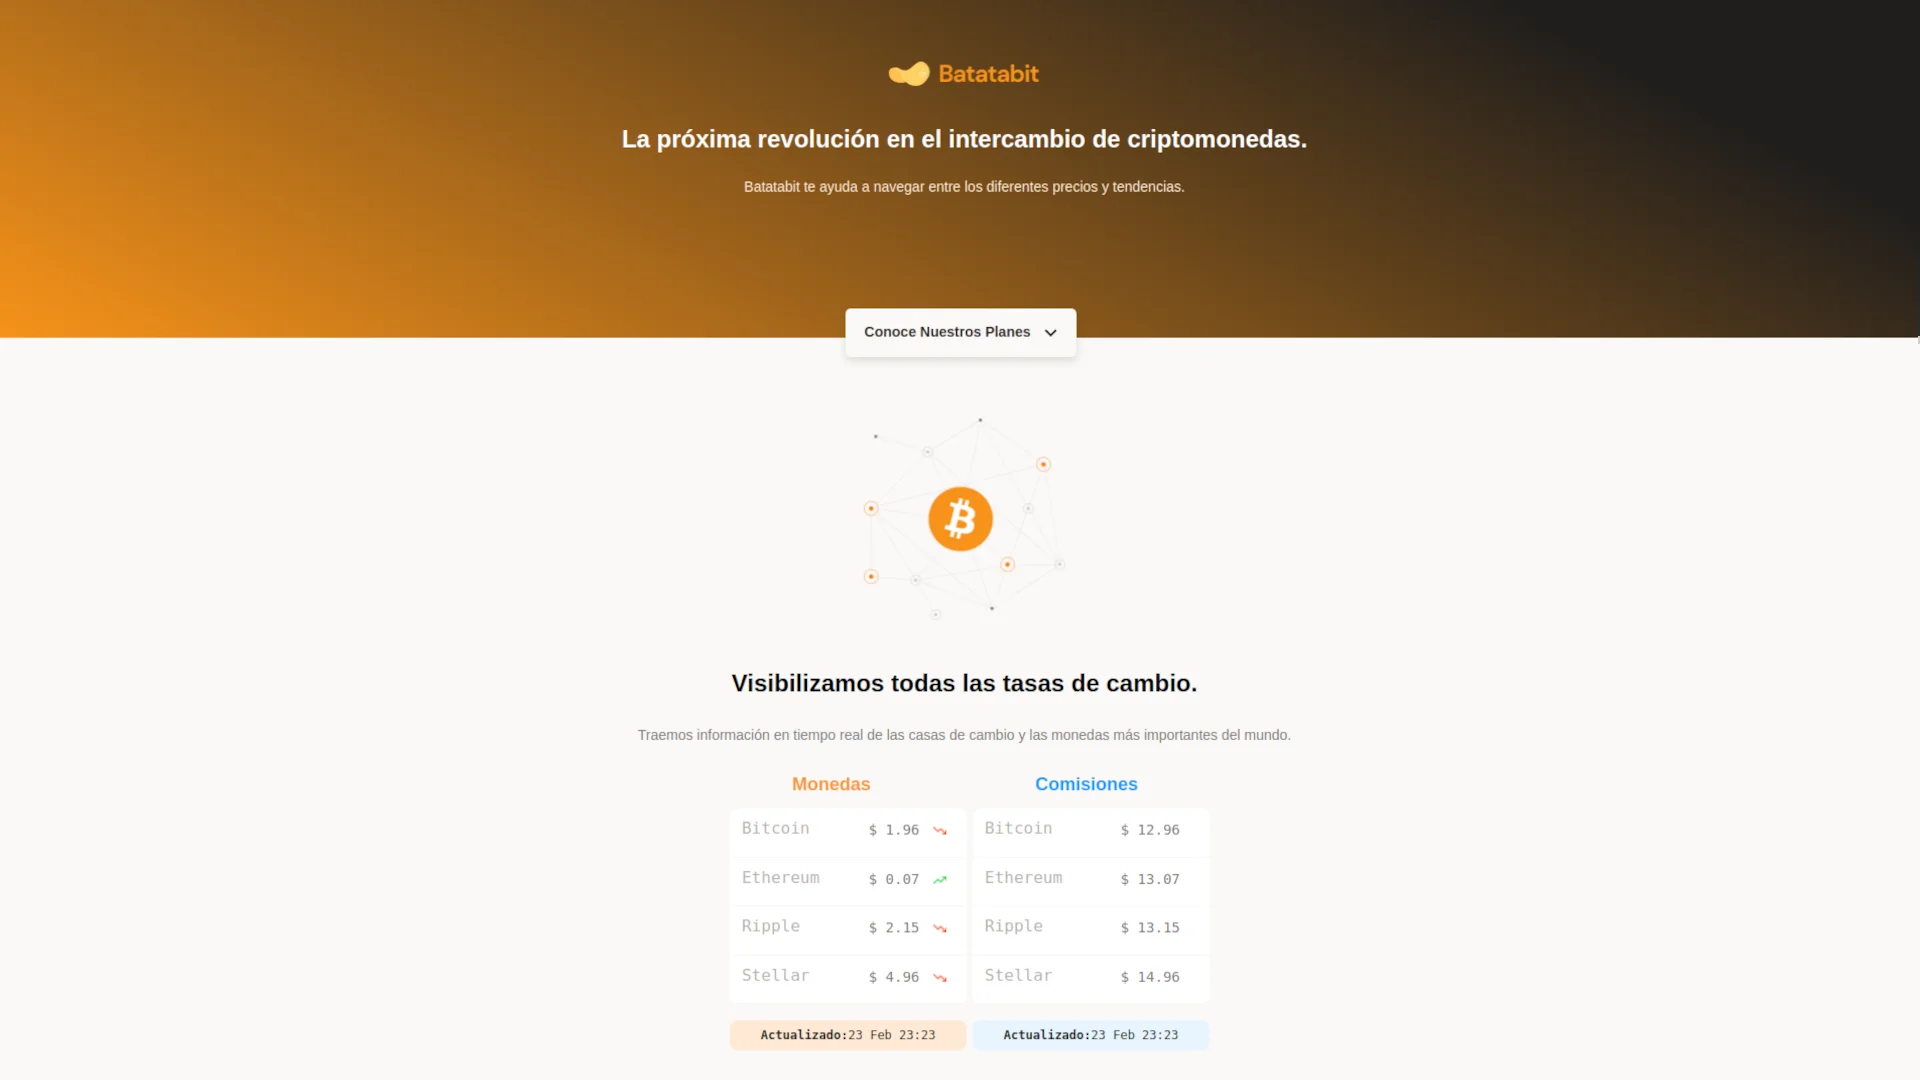 Batatabit
La próxima revolución en el intercambio de criptomonedas.
Batatabit te ayuda a navegar entre los diferentes precios y tendencias.
Conoce Nuestros Planes
Visibilizamos todas las tasas de cambio.
Traemos información en tiempo real de las casas de cambio y las monedas más importantes del mundo.
Monedas
Bitcoin $ 1.96
Ethereum $ 0.07
Ripple $ 2.15
Stellar $ 4.96
Actualizado:23 Feb 23:23
Comisiones
Bitcoin $ 12.96
Ethereum $ 13.07
Ripple $ 13.15
Stellar $ 14.96
Actualizado:23 Feb 23:23